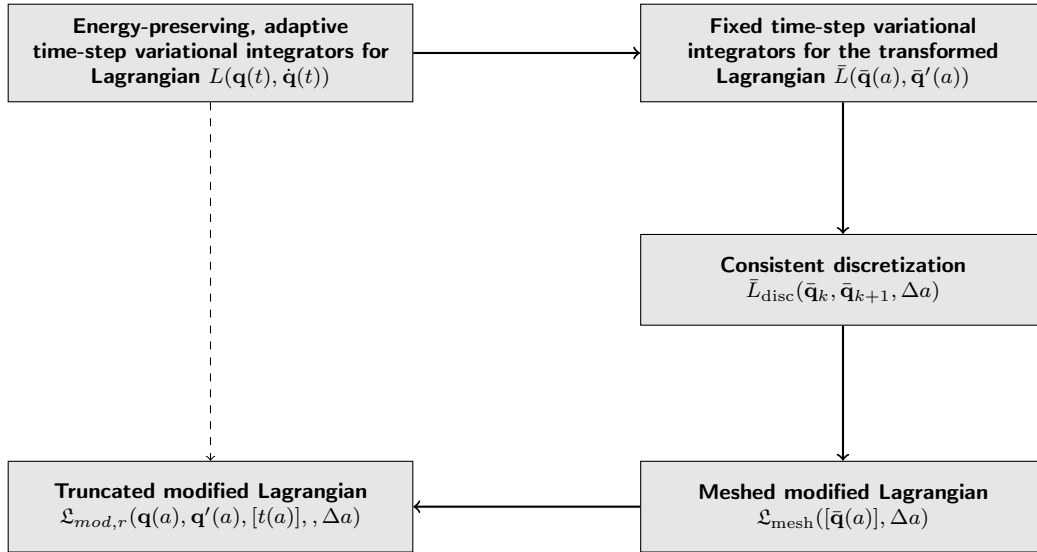 Energy-preserving, adaptive
time-step variational integrators for
Lagrangian L(𝐪(t), 𝐪̇(t))
Fixed time-step variational
integrators for the transformed
Lagrangian L̄(𝐪̄(a), 𝐪̄′(a))
Consistent discretization
L̄_disc(𝐪̄_k, 𝐪̄_{k+1}, Δa)
Truncated modified Lagrangian
𝔏_{mod,r}(𝐪(a), 𝐪′(a), [t(a)], , Δa)
Meshed modified Lagrangian
𝔏_mesh([𝐪̄(a)], Δa)